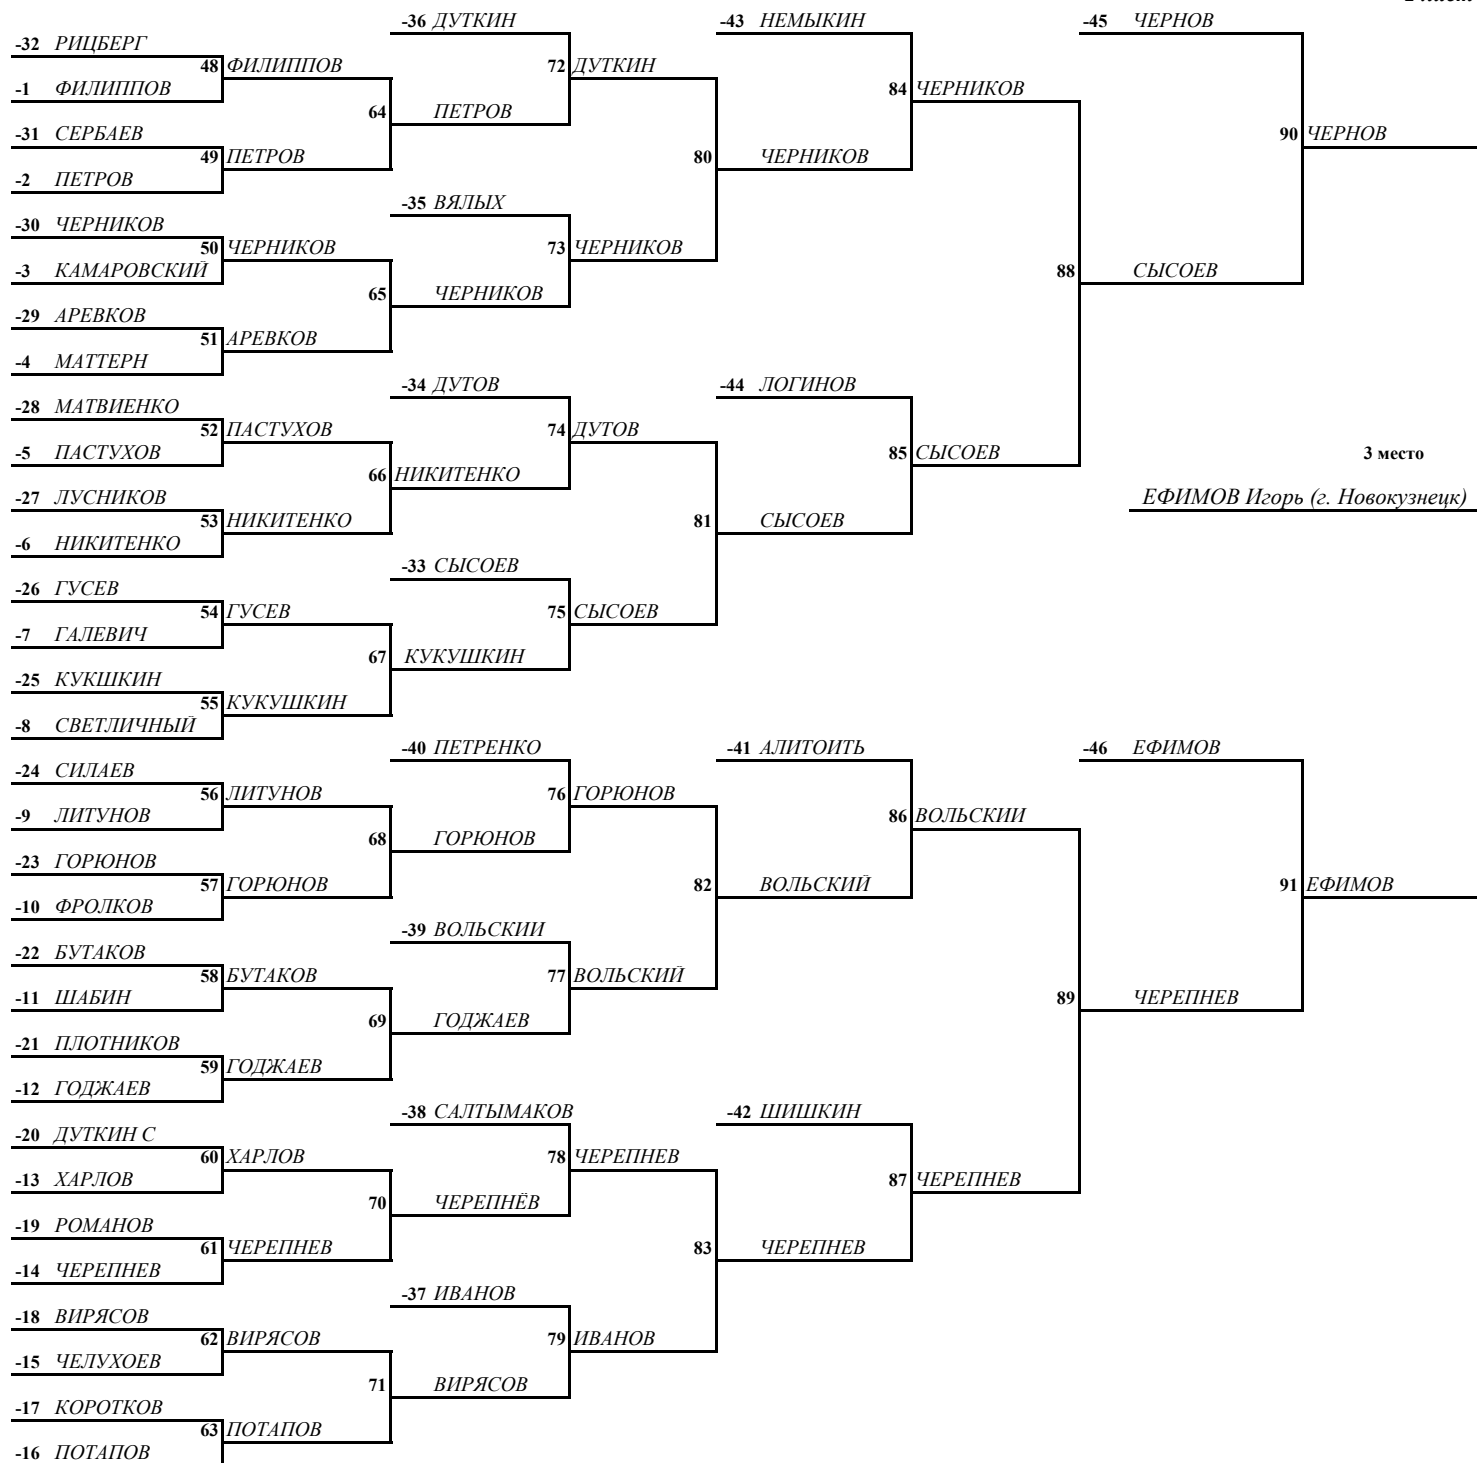 -36 ДУТКИН
-43 НЕМЫКИН
-45 ЧЕРНОВ
-32 РИЦБЕРГ
48 ФИЛИППОВ
72 ДУТКИН
-1 ФИЛИППОВ
84 ЧЕРНИКОВ
64 ПЕТРОВ
-31 СЕРБАЕВ
90 ЧЕРНОВ
49 ПЕТРОВ
80 ЧЕРНИКОВ
-2 ПЕТРОВ
-35 ВЯЛЫХ
-30 ЧЕРНИКОВ
50 ЧЕРНИКОВ
73 ЧЕРНИКОВ
-3 КАМАРОВСКИЙ
88 СЫСОЕВ
65 ЧЕРНИКОВ
-29 АРЕВКОВ
51 АРЕВКОВ
-4 МАТТЕРН
-34 ДУТОВ
-44 ЛОГИНОВ
-28 МАТВИЕНКО
52 ПАСТУХОВ
74 ДУТОВ
-5 ПАСТУХОВ
85 СЫСОЕВ
3 место
66 НИКИТЕНКО
-27 ЛУСНИКОВ
ЕФИМОВ Игорь (г. Новокузнецк)
53 НИКИТЕНКО
81 СЫСОЕВ
-6 НИКИТЕНКО
-33 СЫСОЕВ
-26 ГУСЕВ
54 ГУСЕВ
75 СЫСОЕВ
-7 ГАЛЕВИЧ
67 КУКУШКИН
-25 КУКШКИН
55 КУКУШКИН
-8 СВЕТЛИЧНЫЙ
-40 ПЕТРЕНКО
-41 АЛИТОИТЬ
-46 ЕФИМОВ
-24 СИЛАЕВ
56 ЛИТУНОВ
76 ГОРЮНОВ
-9 ЛИТУНОВ
86 ВОЛЬСКИИ
68 ГОРЮНОВ
-23 ГОРЮНОВ
57 ГОРЮНОВ
82 ВОЛЬСКИЙ
91 ЕФИМОВ
-10 ФРОЛКОВ
-39 ВОЛЬСКИИ
-22 БУТАКОВ
58 БУТАКОВ
77 ВОЛЬСКИЙ
-11 ШАБИН
89 ЧЕРЕПНЕВ
69 ГОДЖАЕВ
-21 ПЛОТНИКОВ
59 ГОДЖАЕВ
-12 ГОДЖАЕВ
-38 САЛТЫМАКОВ
-42 ШИШКИН
-20 ДУТКИН С
60 ХАРЛОВ
78 ЧЕРЕПНЕВ
-13 ХАРЛОВ
87 ЧЕРЕПНЕВ
70 ЧЕРЕПНЁВ
-19 РОМАНОВ
61 ЧЕРЕПНЕВ
83 ЧЕРЕПНЕВ
-14 ЧЕРЕПНЕВ
-37 ИВАНОВ
-18 ВИРЯСОВ
62 ВИРЯСОВ
79 ИВАНОВ
-15 ЧЕЛУХОЕВ
71 ВИРЯСОВ
-17 КОРОТКОВ
63 ПОТАПОВ
-16 ПОТАПОВ